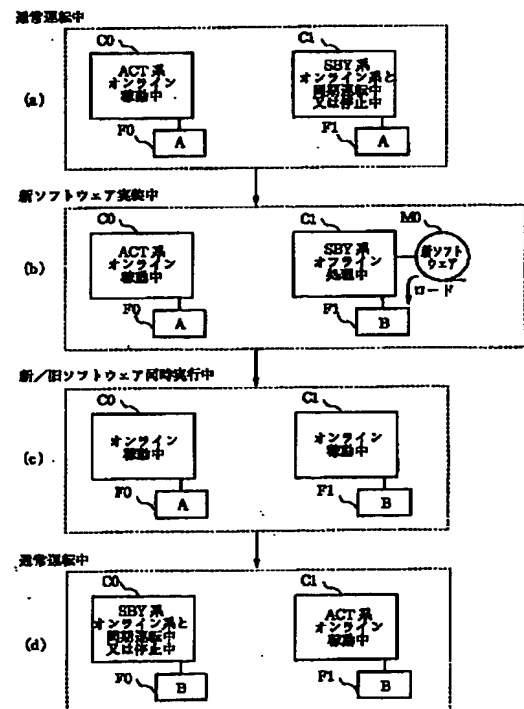 通常運転中
C0
C1
(a)
ACT系
オンライン
稼動中
SBY系
オンライン系と
同期運転中
又は停止中
F0
A
F1
A
新ソフトウェア実装中
C0
C1
M0
(b)
ACT系
オンライン
稼動中
SBY系
オフライン
処理中
新ソフト
ウェア
ロード
F0
A
F1
B
新／旧ソフトウェア同時実行中
C0
C1
(c)
オンライン
稼動中
オンライン
稼動中
F0
A
F1
B
通常運転中
C0
C1
(d)
SBY系
オンライン系と
同期運転中
又は停止中
ACT系
オンライン
稼動中
F0
B
F1
B